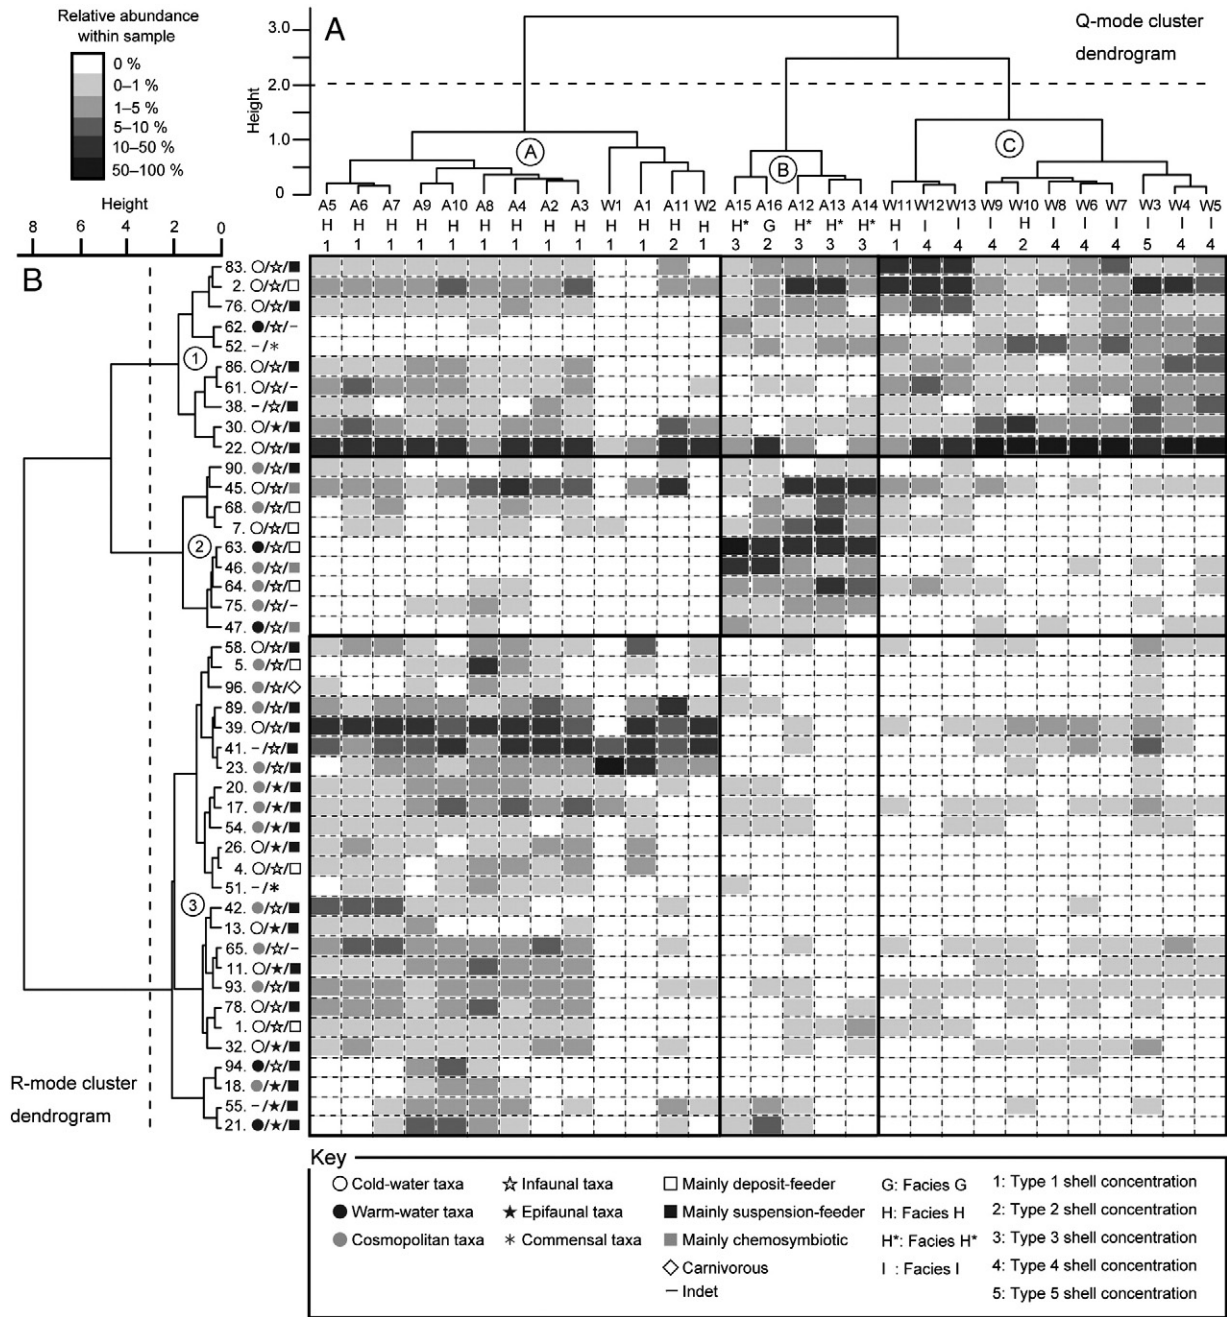 Relative abundance
within sample
0 %
0–1 %
1–5 %
5–10 %
10–50 %
50–100 %
A
Q-mode cluster
dendrogram
Height
3.0
2.0
1.0
0
A
B
C
A5 A6 A7 A9 A10 A8 A4 A2 A3 W1 A1 A11 W2 A15 A16 A12 A13 A14 W11 W12 W13 W9 W10 W8 W6 W7 W3 W4 W5
H H H H H H H H H H H H H H* G H* H* H* H I I I H I I I I I I
1 1 1 1 1 1 1 1 1 1 1 2 1 3 2 3 3 3 1 4 4 4 2 4 4 4 5 4 4
Height
8 6 4 2 0
B
83. / /
2. / /
76. / /
62. / / –
52. – / *
1
86. / /
61. / / –
38. – / /
30. / /
22. / /
90. / /
45. / /
68. / /
7. / /
2
63. / /
46. / /
64. / /
75. / / –
47. / /
58. / /
5. / /
96. / /
89. / /
39. / /
41. – / /
23. / /
20. / /
17. / /
54. / /
26. / /
4. / /
51. – / *
3
42. / /
13. / /
65. / / –
11. / /
93. / /
78. / /
1. / /
32. / /
94. / /
18. / /
55. – / /
21. / /
R-mode cluster
dendrogram
Key
Cold-water taxa
Warm-water taxa
Cosmopolitan taxa
Infaunal taxa
Epifaunal taxa
* Commensal taxa
Mainly deposit-feeder
Mainly suspension-feeder
Mainly chemosymbiotic
Carnivorous
– Indet
G: Facies G
H: Facies H
H*: Facies H*
I : Facies I
1: Type 1 shell concentration
2: Type 2 shell concentration
3: Type 3 shell concentration
4: Type 4 shell concentration
5: Type 5 shell concentration